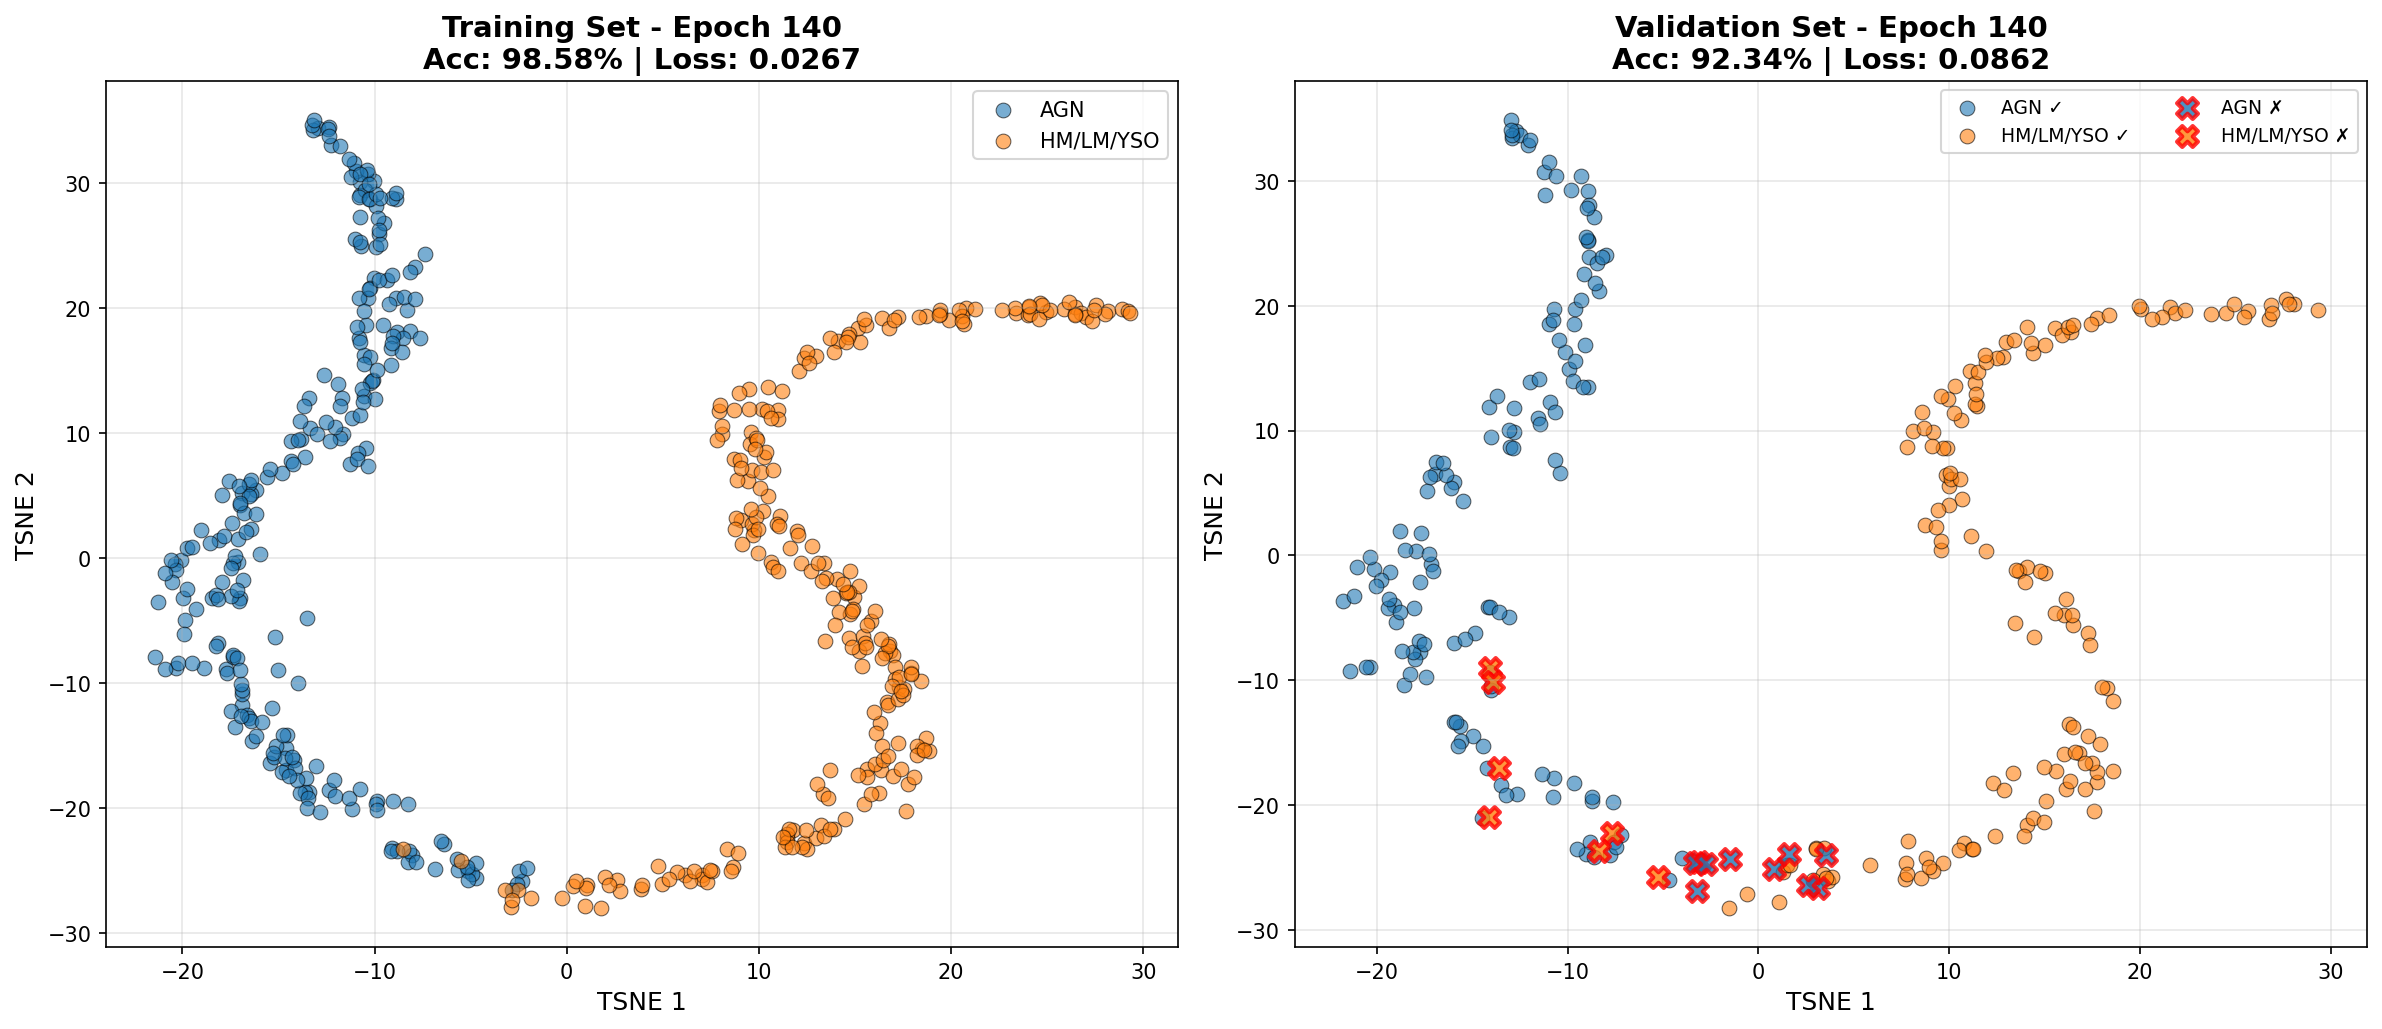 Training Set - Epoch 140
Acc: 98.58% | Loss: 0.0267
AGN
HM/LM/YSO
30
20
10
0
−10
−20
−30
TSNE 2
−20
−10
0
10
20
30
TSNE 1
Validation Set - Epoch 140
Acc: 92.34% | Loss: 0.0862
AGN ✓
HM/LM/YSO ✓
AGN ✗
HM/LM/YSO ✗
30
20
10
0
−10
−20
−30
TSNE 2
−20
−10
0
10
20
30
TSNE 1